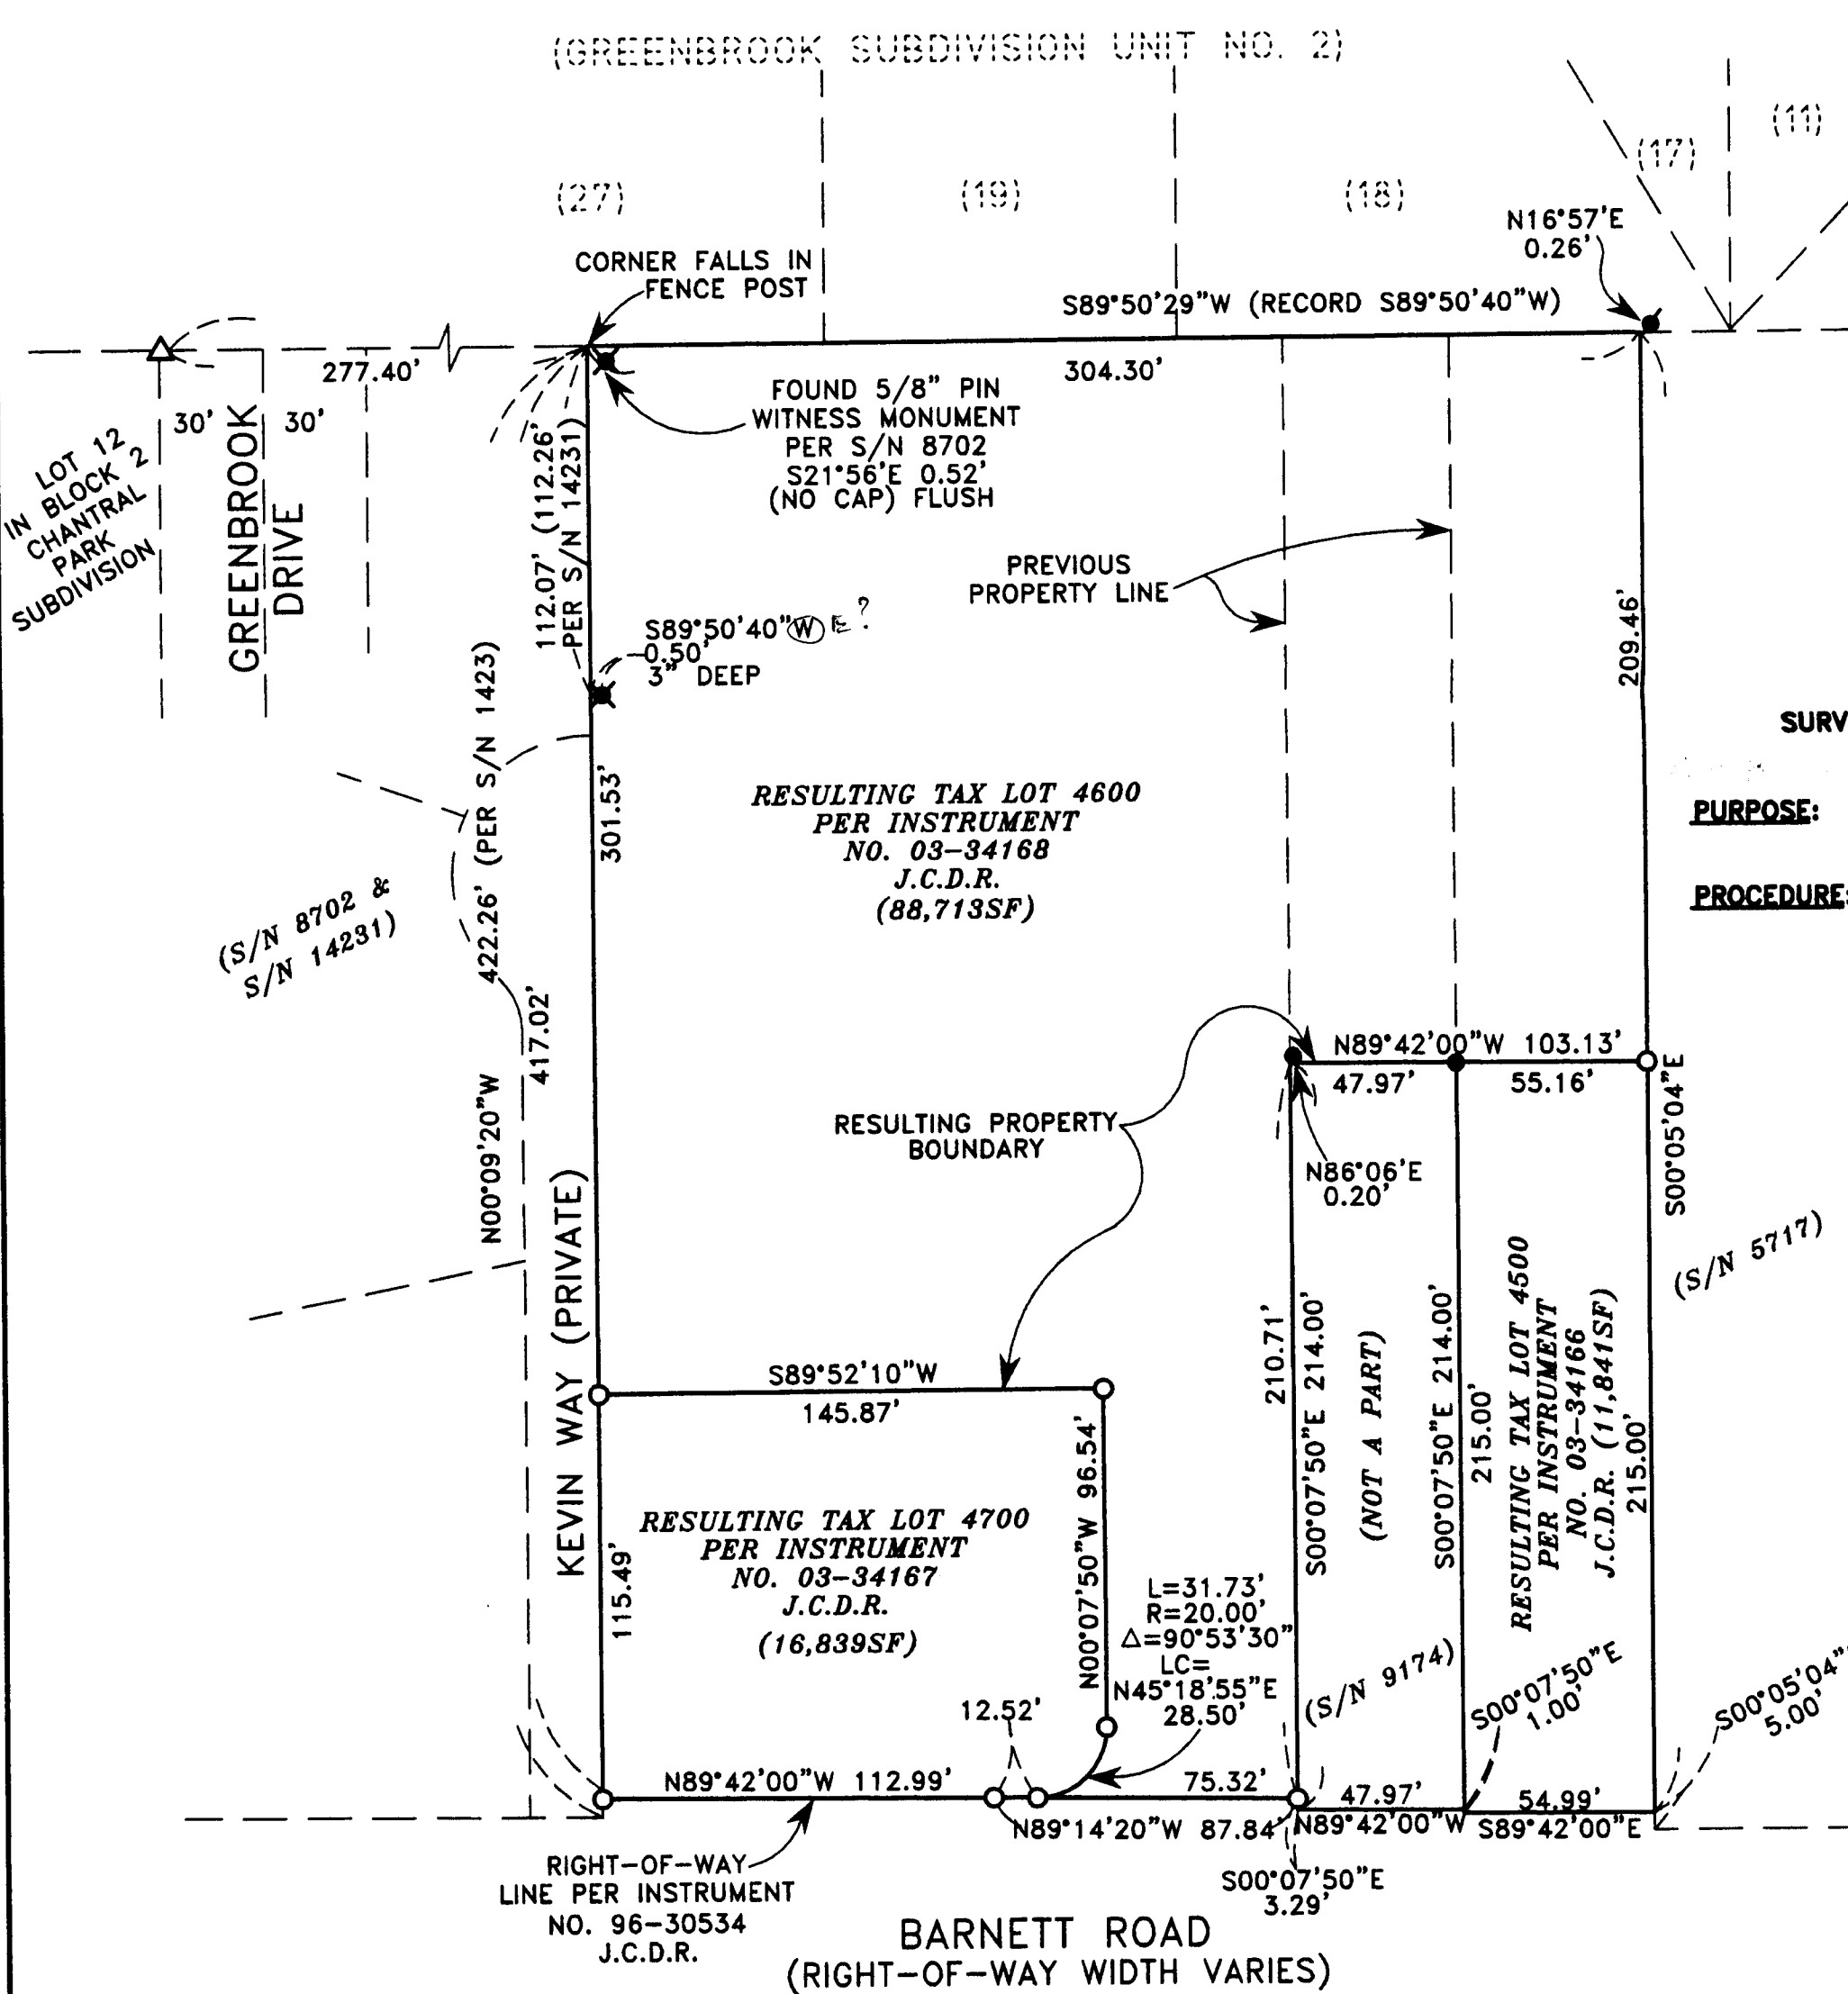 (GREENBROOK SUBDIVISION UNIT NO. 2)
(11)
(17)
(27)
(19)
(18)
N16°57'E
0.26'
CORNER FALLS IN
FENCE POST
S89°50'29"W (RECORD S89°50'40"W)
277.40'
304.30'
30'
30'
LOT 12
IN BLOCK 2
CHANTRAL
PARK
SUBDIVISION
GREENBROOK
DRIVE
FOUND 5/8" PIN
WITNESS MONUMENT
PER S/N 8702
S21°56'E 0.52'
(NO CAP) FLUSH
112.07' (112.26'
PER S/N 14231)
PREVIOUS
PROPERTY LINE
S89°50'40"W E?
0.50'
3" DEEP
209.46'
SURV
PURPOSE:
PROCEDURE:
422.26' (PER S/N 1423)
301.53'
RESULTING TAX LOT 4600
PER INSTRUMENT
NO. 03-34168
J.C.D.R.
(88,713SF)
(S/N 8702 &
S/N 14231)
417.02'
N00°09'20"W
N89°42'00"W 103.13'
47.97'
55.16'
S00°05'04"E
RESULTING PROPERTY
BOUNDARY
N86°06'E
0.20'
KEVIN WAY (PRIVATE)
(S/N 5717)
210.71'
S00°07'50"E 214.00'
(NOT A PART)
S00°07'50"E 214.00'
215.00'
RESULTING TAX LOT 4500
PER INSTRUMENT
NO. 03-34166
J.C.D.R. (11,841SF)
215.00'
S89°52'10"W
145.87'
N00°07'50"W 96.54'
115.49'
RESULTING TAX LOT 4700
PER INSTRUMENT
NO. 03-34167
J.C.D.R.
(16,839SF)
L=31.73'
R=20.00'
△=90°53'30"
LC=
N45°18'55"E
28.50'
(S/N 9174)
S00°07'50"E
1.00'
S00°05'04"
5.00'
12.52'
N89°42'00"W 112.99'
75.32'
47.97'
54.99'
N89°14'20"W 87.84'
N89°42'00"W
S89°42'00"E
S00°07'50"E
3.29'
RIGHT-OF-WAY
LINE PER INSTRUMENT
NO. 96-30534
J.C.D.R.
BARNETT ROAD
(RIGHT-OF-WAY WIDTH VARIES)